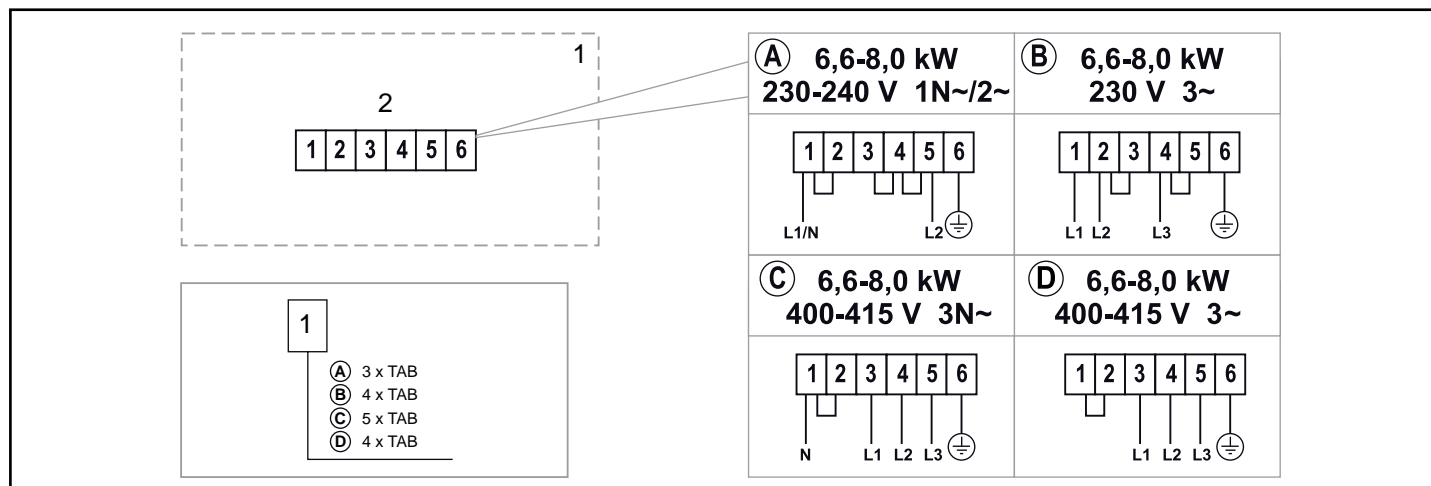 1
2
1 2 3 4 5 6
1
A 3 x TAB
B 4 x TAB
C 5 x TAB
D 4 x TAB
A 6,6-8,0 kW
230-240 V 1N~/2~
1 2 3 4 5 6
L1/N L2
B 6,6-8,0 kW
230 V 3~
1 2 3 4 5 6
L1 L2 L3
C 6,6-8,0 kW
400-415 V 3N~
1 2 3 4 5 6
N L1 L2 L3
D 6,6-8,0 kW
400-415 V 3~
1 2 3 4 5 6
L1 L2 L3